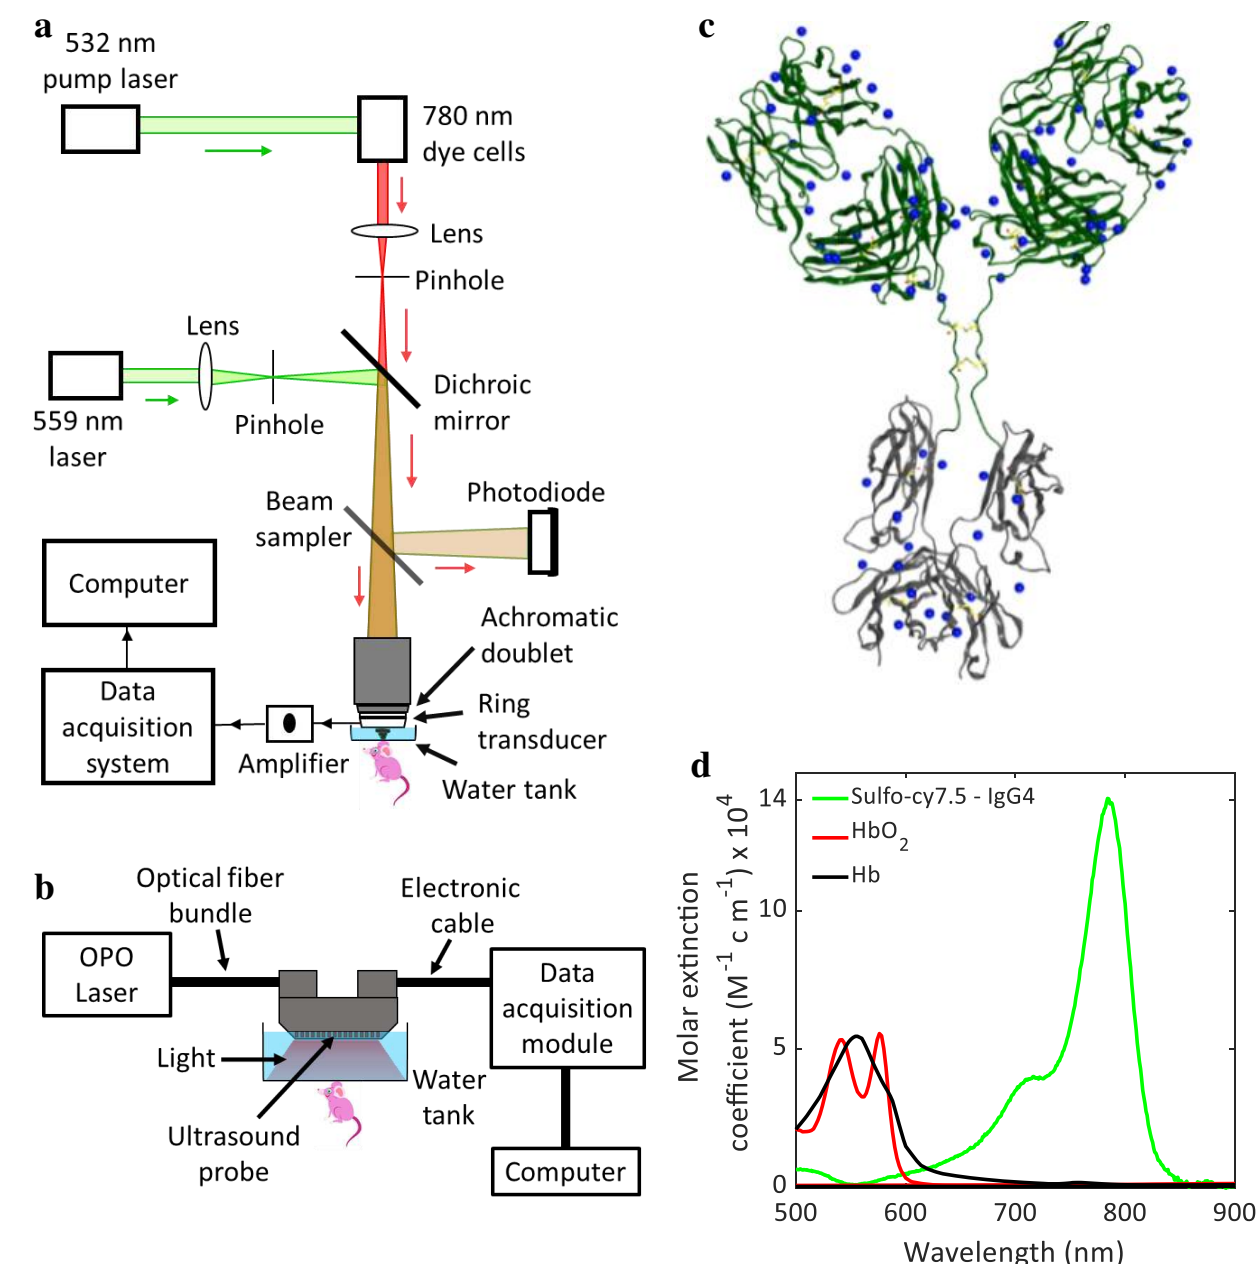 a
532 nm
pump laser
780 nm
dye cells
Lens
Pinhole
Lens
Pinhole
559 nm
laser
Dichroic
mirror
Beam
sampler
Photodiode
Computer
Achromatic
doublet
Data
acquisition
system
Amplifier
Ring
transducer
Water tank
b
Optical fiber
bundle
Electronic
cable
OPO
Laser
Data
acquisition
module
Light
Water
tank
Ultrasound
probe
Computer
c
d
Molar extinction
coefficient (M⁻¹ c m⁻¹) x 10⁴
14
10
5
0
Sulfo-cy7.5 - IgG4
HbO₂
Hb
500 600 700 800 900
Wavelength (nm)